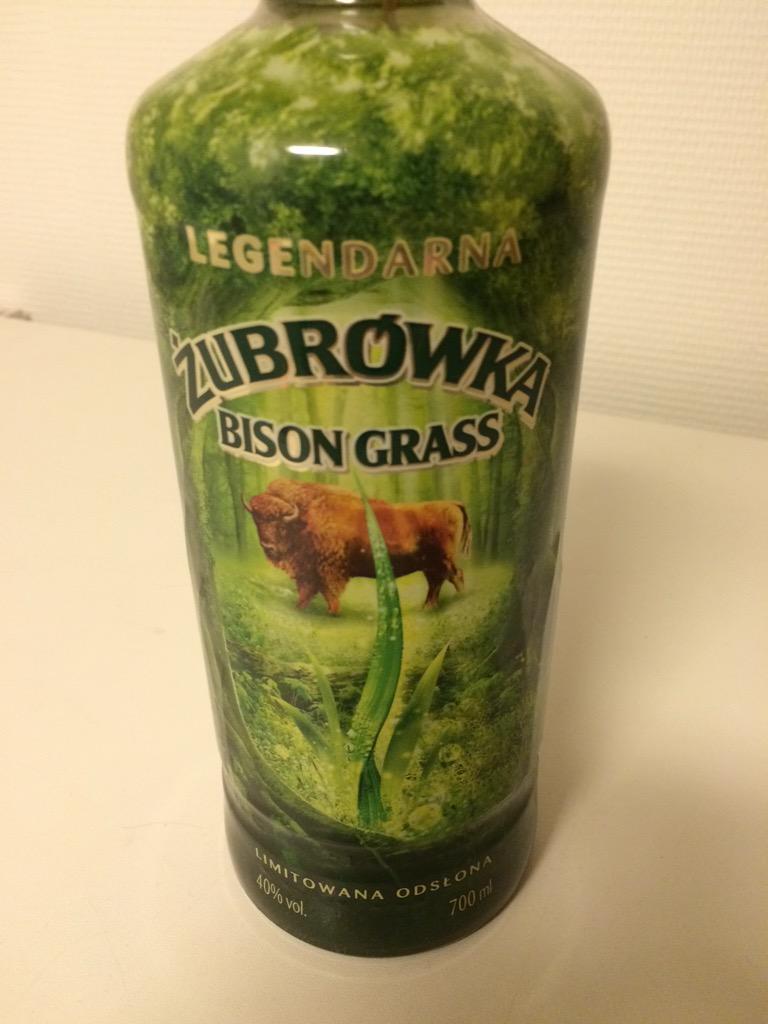 LEGENDARNA
ŻUBRÓWKA
BISON GRASS
LIMITOWANA ODSŁONA
40% vol.
700 ml